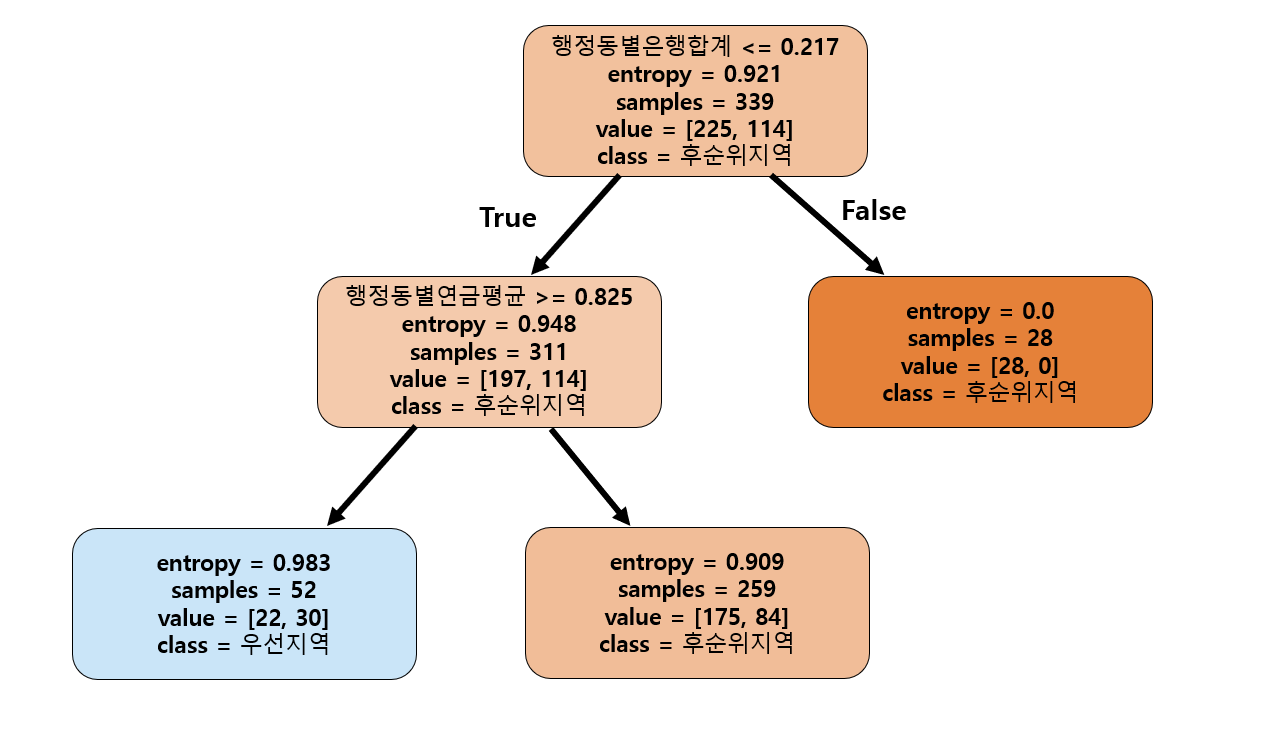 행정동별은행합계 <= 0.217
entropy = 0.921
samples = 339
value = [225, 114]
class = 후순위지역
True
False
행정동별연금평균 >= 0.825
entropy = 0.948
samples = 311
value = [197, 114]
class = 후순위지역
entropy = 0.0
samples = 28
value = [28, 0]
class = 후순위지역
entropy = 0.983
samples = 52
value = [22, 30]
class = 우선지역
entropy = 0.909
samples = 259
value = [175, 84]
class = 후순위지역